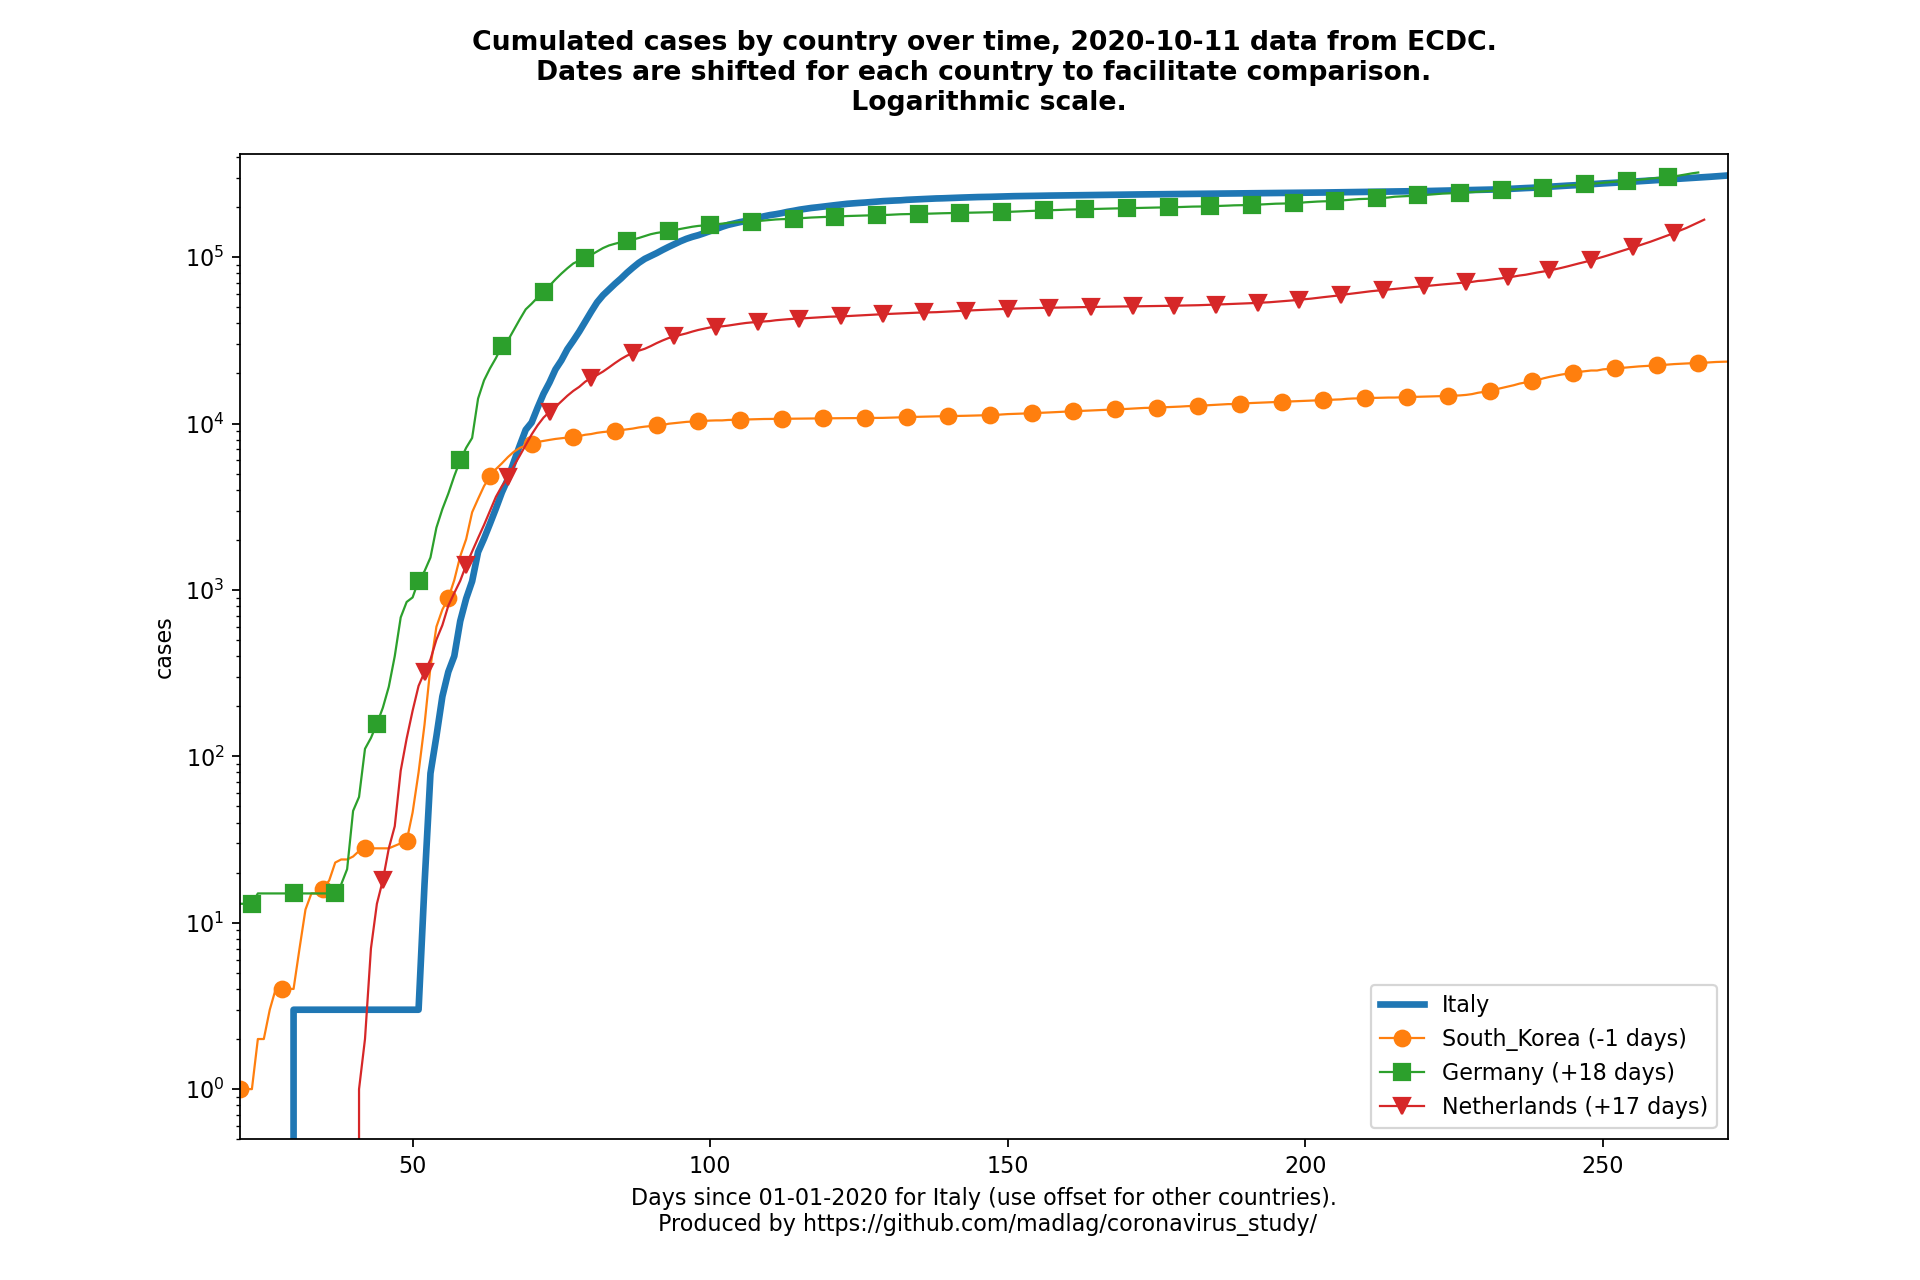 Cumulated cases by country over time, 2020-10-11 data from ECDC.
Dates are shifted for each country to facilitate comparison.
Logarithmic scale.
cases
10^5
10^4
10^3
10^2
10^1
10^0
50 100 150 200 250
Italy
South_Korea (-1 days)
Germany (+18 days)
Netherlands (+17 days)
Days since 01-01-2020 for Italy (use offset for other countries).
Produced by https://github.com/madlag/coronavirus_study/